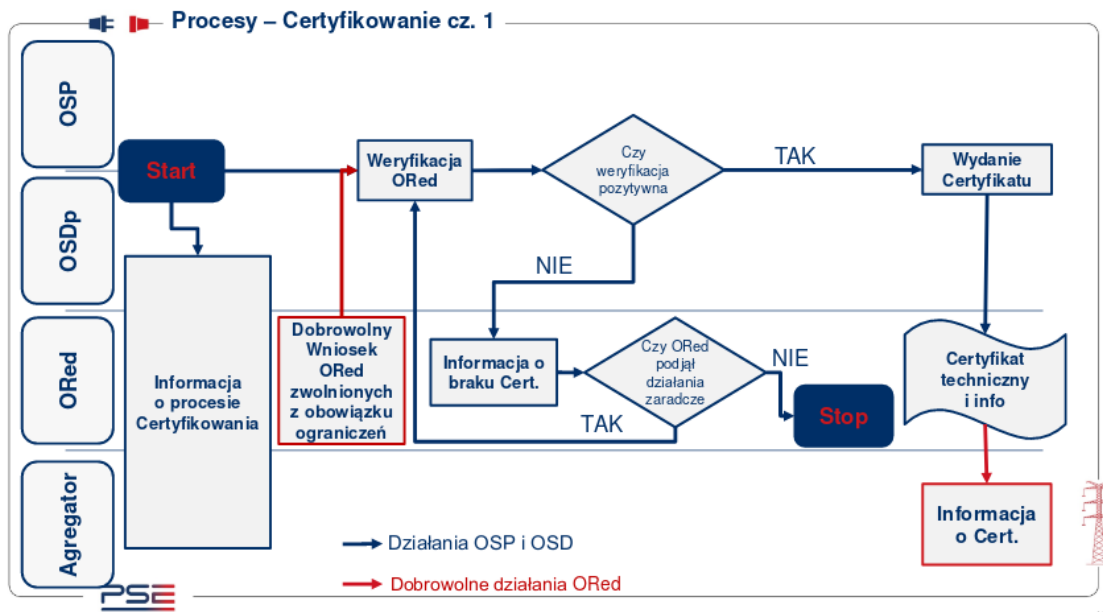 Procesy – Certyfikowanie cz. 1
OSP
OSDp
ORed
Agregator
Start
Weryfikacja
ORed
Czy
weryfikacja
pozytywna
TAK
Wydanie
Certyfikatu
NIE
Informacja
o procesie
Certyfikowania
Dobrowolny
Wniosek
ORed
zwolnionych
z obowiązku
ograniczeń
Informacja o
braku Cert.
Czy ORed
podjął
działania
zaradcze
NIE
TAK
Stop
Certyfikat
techniczny
i info
Informacja
o Cert.
Działania OSP i OSD
Dobrowolne działania ORed
PSE